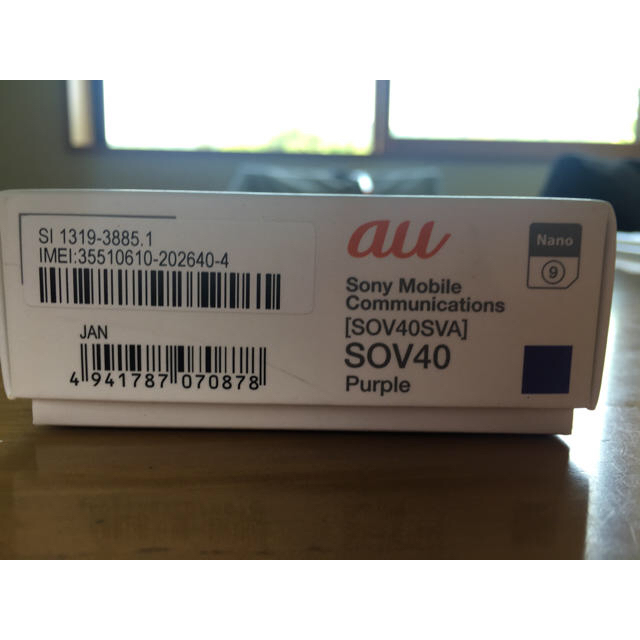 SI 1319-3885.1
IMEI:35510610-202640-4
JAN
4 941787 070878
au
Sony Mobile
Communications
[SOV40SVA]
SOV40
Purple
Nano
9